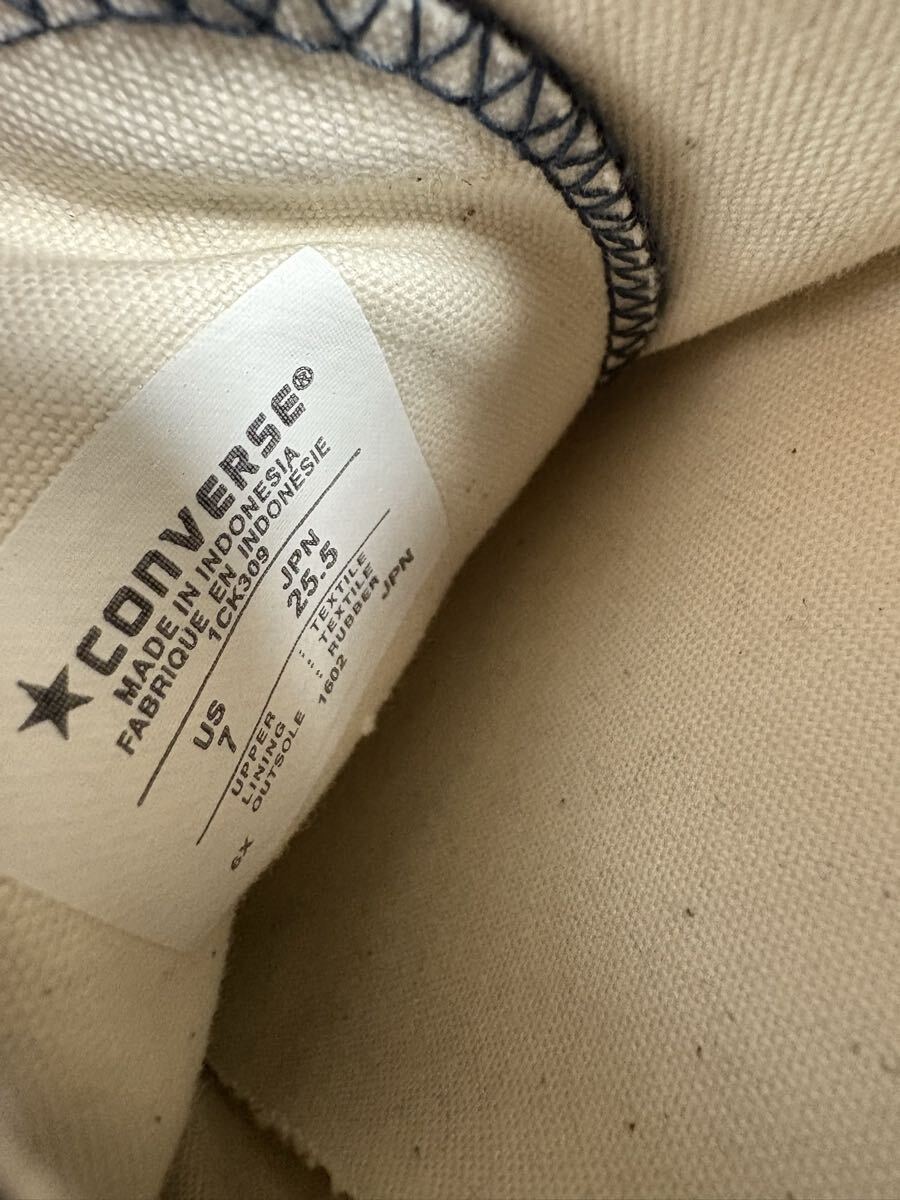 ★CONVERSE®
MADE IN INDONESIA
FABRIQUE EN INDONESIE
1CK309
US JPN
7 25.5
UPPER : TEXTILE
LINING : TEXTILE
OUTSOLE : RUBBER
6X 1602 JPN